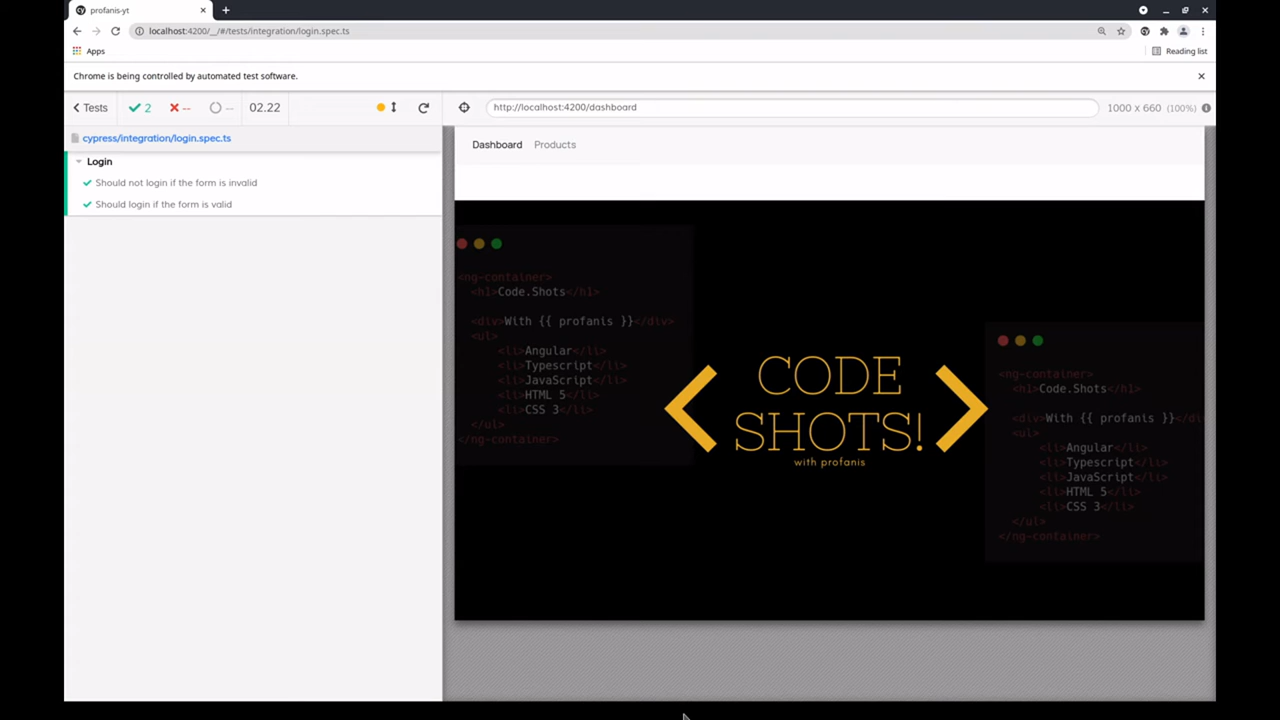 profanis-yt
localhost:4200/__/#/tests/integration/login.spec.ts
Apps
Reading list
Chrome is being controlled by automated test software.
Tests 2 -- -- 02.22
http://localhost:4200/dashboard 1000 x 660 (100%)
cypress/integration/login.spec.ts
Login
Should not login if the form is invalid
Should login if the form is valid
Dashboard Products
<ng-container>
<h1>Code.Shots</h1>
<div>With {{ profanis }}</div>
<ul>
<li>Angular</li>
<li>Typescript</li>
<li>JavaScript</li>
<li>HTML 5</li>
<li>CSS 3</li>
</ul>
</ng-container>
CODE
SHOTS!
with profanis
<ng-container>
<h1>Code.Shots</h1>
<div>With {{ profanis }}</div>
<ul>
<li>Angular</li>
<li>Typescript</li>
<li>JavaScript</li>
<li>HTML 5</li>
<li>CSS 3</li>
</ul>
</ng-container>